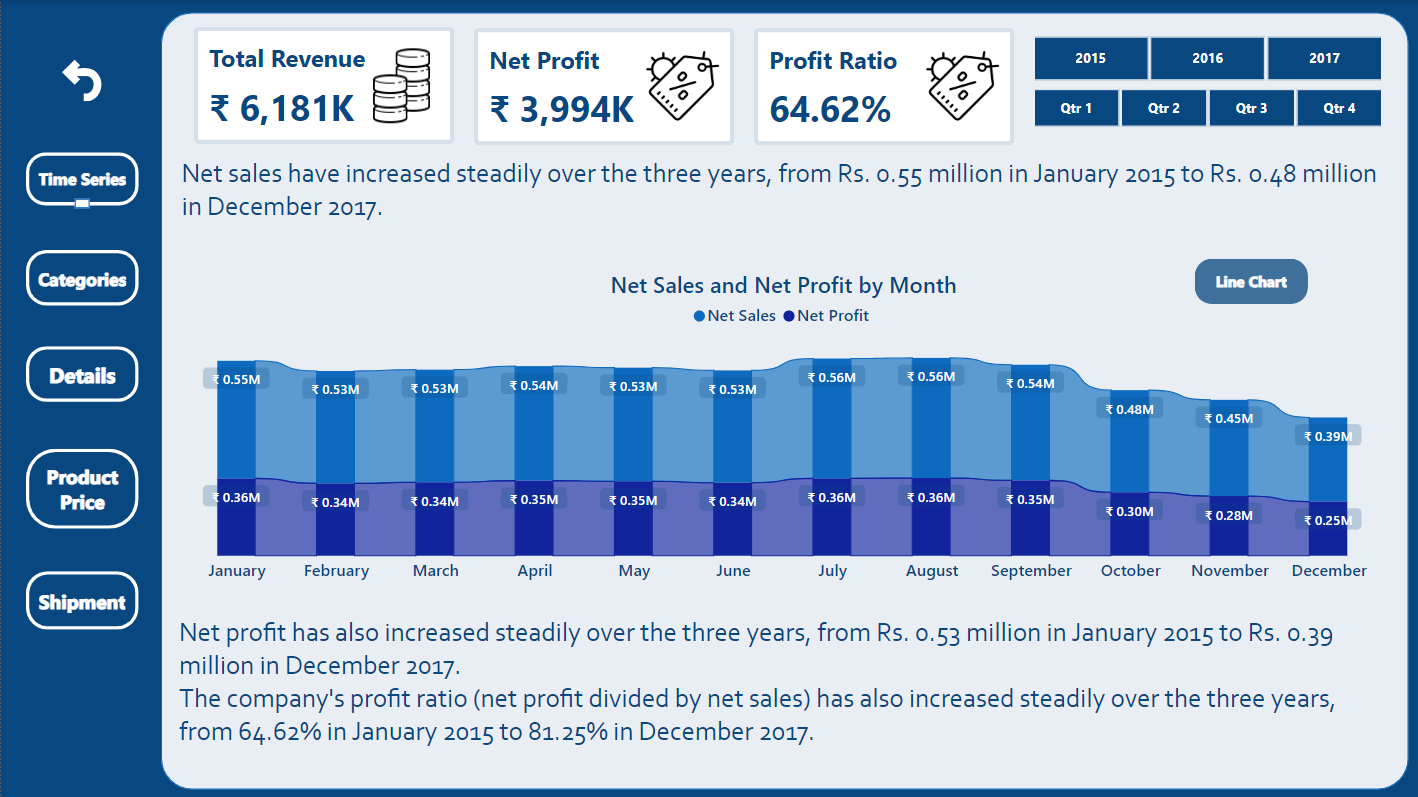 Total Revenue
₹ 6,181K
Net Profit
₹ 3,994K
Profit Ratio
64.62%
2015
2016
2017
Qtr 1
Qtr 2
Qtr 3
Qtr 4
Time Series
Categories
Details
Product
Price
Shipment
Net sales have increased steadily over the three years, from Rs. 0.55 million in January 2015 to Rs. 0.48 million
in December 2017.
Net Sales and Net Profit by Month
Net Sales Net Profit
Line Chart
₹ 0.55M
₹ 0.53M
₹ 0.53M
₹ 0.54M
₹ 0.53M
₹ 0.53M
₹ 0.56M
₹ 0.56M
₹ 0.54M
₹ 0.48M
₹ 0.45M
₹ 0.39M
₹ 0.36M
₹ 0.34M
₹ 0.34M
₹ 0.35M
₹ 0.35M
₹ 0.34M
₹ 0.36M
₹ 0.36M
₹ 0.35M
₹ 0.30M
₹ 0.28M
₹ 0.25M
January
February
March
April
May
June
July
August
September
October
November
December
Net profit has also increased steadily over the three years, from Rs. 0.53 million in January 2015 to Rs. 0.39
million in December 2017.
The company's profit ratio (net profit divided by net sales) has also increased steadily over the three years,
from 64.62% in January 2015 to 81.25% in December 2017.